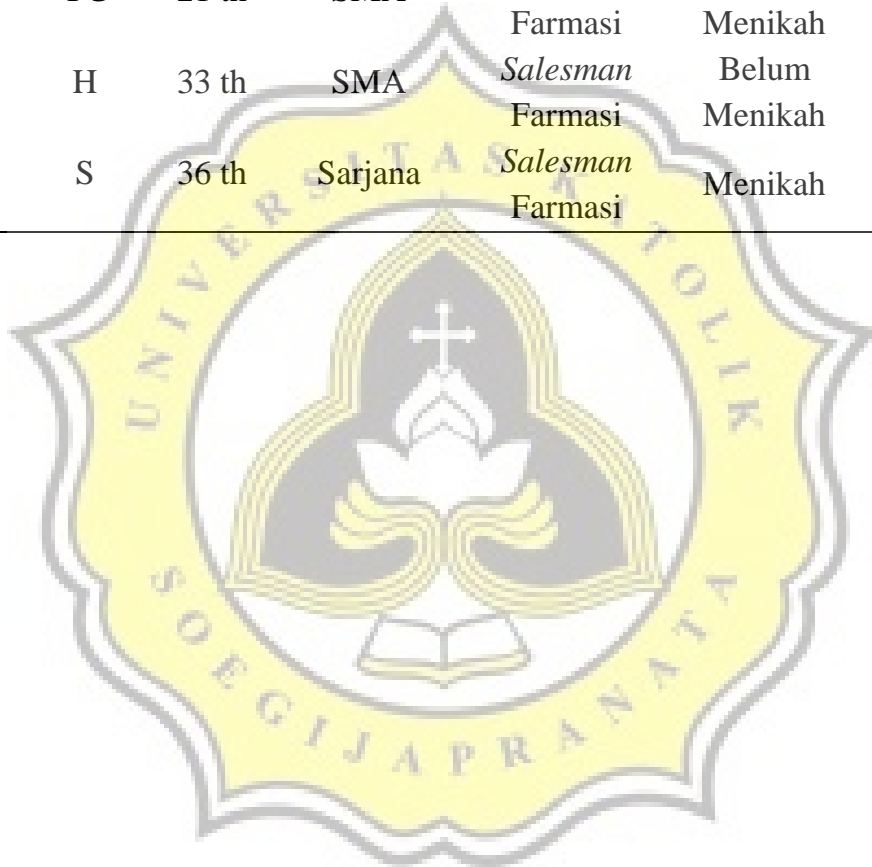 Farmasi Menikah
H 33 th SMA Salesman Farmasi Belum Menikah
S 36 th Sarjana Salesman Farmasi Menikah
UNIVERSITAS KATOLIK
SOEGIJAPRANATA